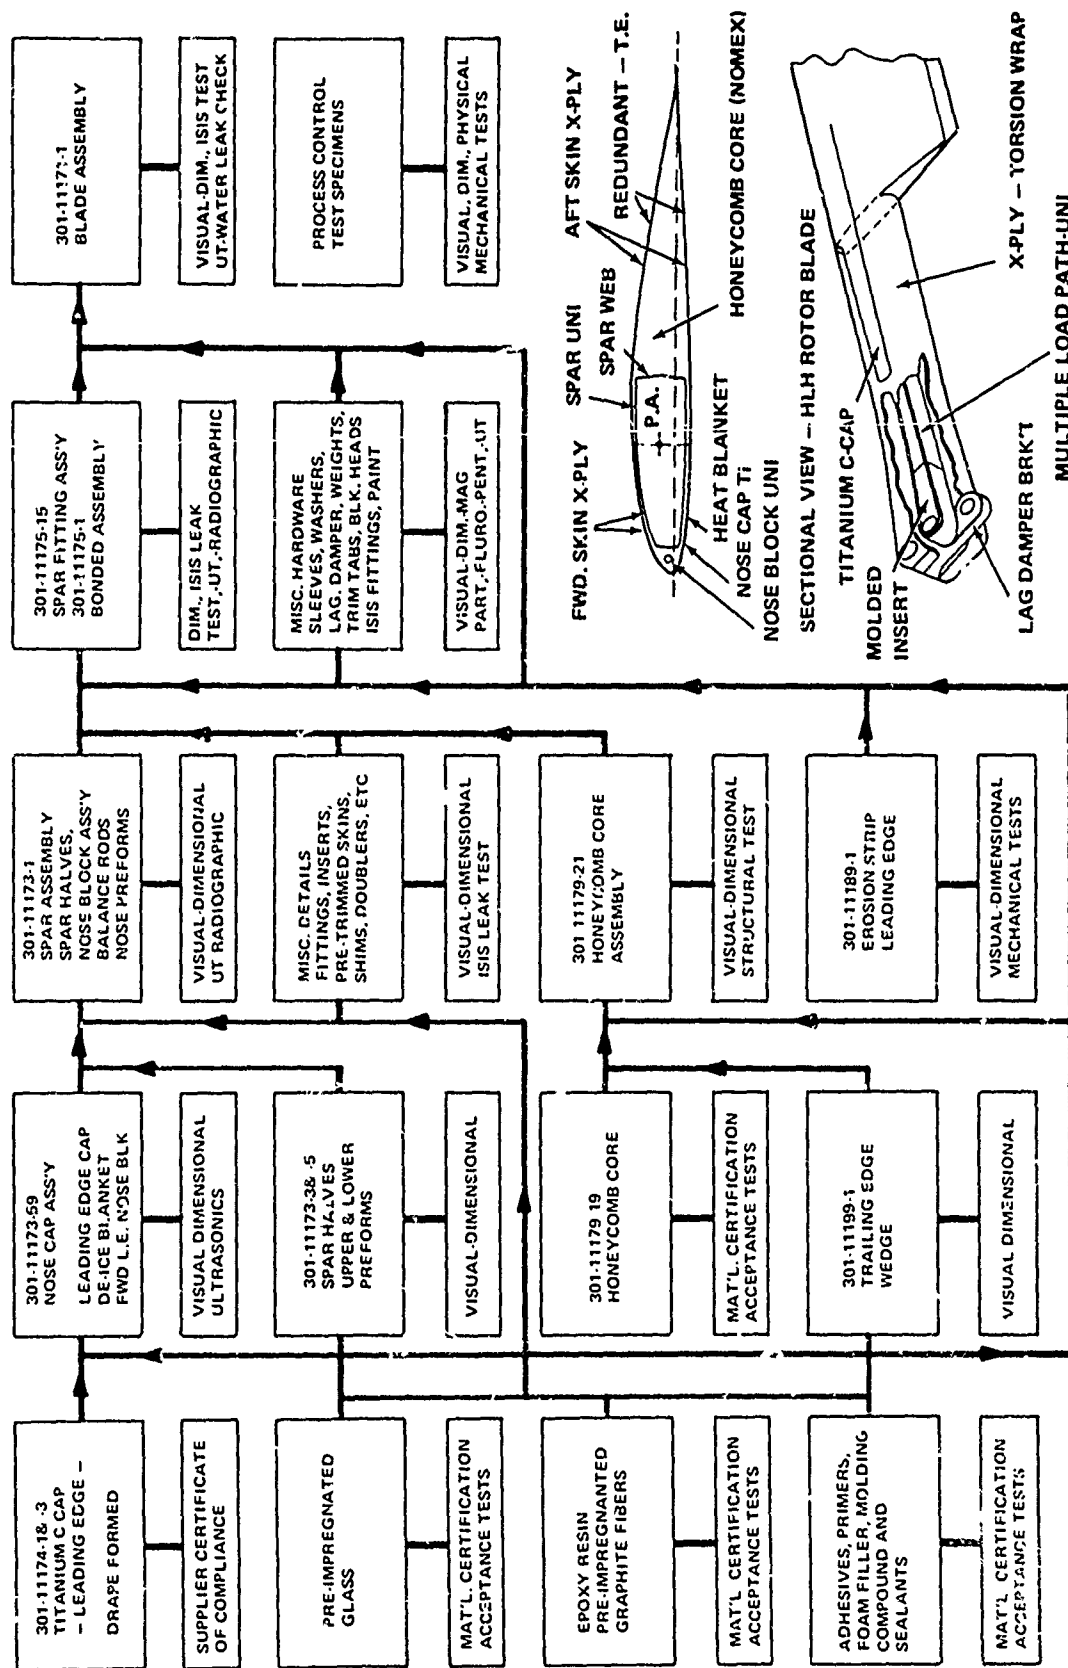 301-11174-1& -3
TITANIUM C CAP
– LEADING EDGE –
DRAPE FORMED
SUPPLIER CERTIFICATE
OF COMPLIANCE
PRE-IMPREGNATED
GLASS
MAT'L. CERTIFICATION
ACCEPTANCE TESTS
EPOXY RESIN
PRE-IMPREGNANTED
GRAPHITE FIBERS
MAT'L. CERTIFICATION
ACCEPTANCE TESTS
ADHESIVES, PRIMERS,
FOAM FILLER, MOLDING
COMPOUND AND
SEALANTS
MAT'L CERTIFICATION
ACCEPTANCE TESTS
301-11173-59
NOSE CAP ASS'Y
LEADING EDGE CAP
DE-ICE BLANKET
FWD L.E. NOSE BLK
VISUAL DIMENSIONAL
ULTRASONICS
301-11173-3& -5
SPAR HALVES
UPPER & LOWER
PREFORMS
VISUAL-DIMENSIONAL
301-11179 19
HONEYCOMB CORE
MAT'L. CERTIFICATION
ACCEPTANCE TESTS
301-11199-1
TRAILING EDGE
WEDGE
VISUAL DIMENSIONAL
301-11173-1
SPAR ASSEMBLY
SPAR HALVES,
NOSE BLOCK ASS'Y
BALANCE RODS
NOSE PREFORMS
VISUAL-DIMENSIONAL
UT RADIOGRAPHIC
MISC. DETAILS
FITTINGS, INSERTS,
PRE-TRIMMED SKINS,
SHIMS, DOUBLERS, ETC
VISUAL-DIMENSIONAL
ISIS LEAK TEST
301 11179-21
HONEYCOMB CORE
ASSEMBLY
VISUAL-DIMENSIONAL
STRUCTURAL TEST
301-11189-1
EROSION STRIP
LEADING EDGE
VISUAL-DIMENSIONAL
MECHANICAL TESTS
301-11175-15
SPAR FITTING ASS'Y
301-11175-1
BONDED ASSEMBLY
DIM., ISIS LEAK
TEST,-UT,-RADIOGRAPHIC
MISC. HARDWARE
SLEEVES, WASHERS,
LAG. DAMPER, WEIGHTS,
TRIM TABS, BLK. HEADS
ISIS FITTINGS, PAINT
VISUAL-DIM.-MAG
PART,-FLURO.-PENT,-UT
301-11171-1
BLADE ASSEMBLY
VISUAL-DIM., ISIS TEST
UT-WATER LEAK CHECK
PROCESS CONTROL
TEST SPECIMENS
VISUAL, DIM., PHYSICAL
MECHANICAL TESTS
FWD. SKIN X-PLY
SPAR UNI
SPAR WEB
AFT SKIN X-PLY
REDUNDANT – T.E.
P.A.
HEAT BLANKET
NOSE CAP Ti
NOSE BLOCK UNI
HONEYCOMB CORE (NOMEX)
SECTIONAL VIEW – HLH ROTOR BLADE
TITANIUM C-CAP
MOLDED
INSERT
LAG DAMPER BRK'T
X-PLY – TORSION WRAP
MULTIPLE LOAD PATH-UNI